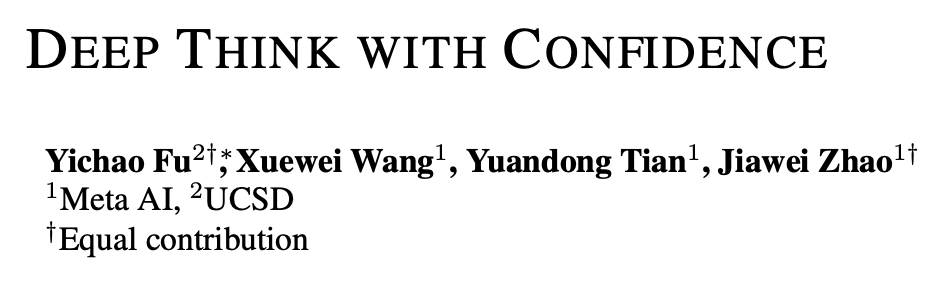 DEEP THINK WITH CONFIDENCE
Yichao Fu²†*, Xuewei Wang¹, Yuandong Tian¹, Jiawei Zhao¹†
¹Meta AI, ²UCSD
†Equal contribution